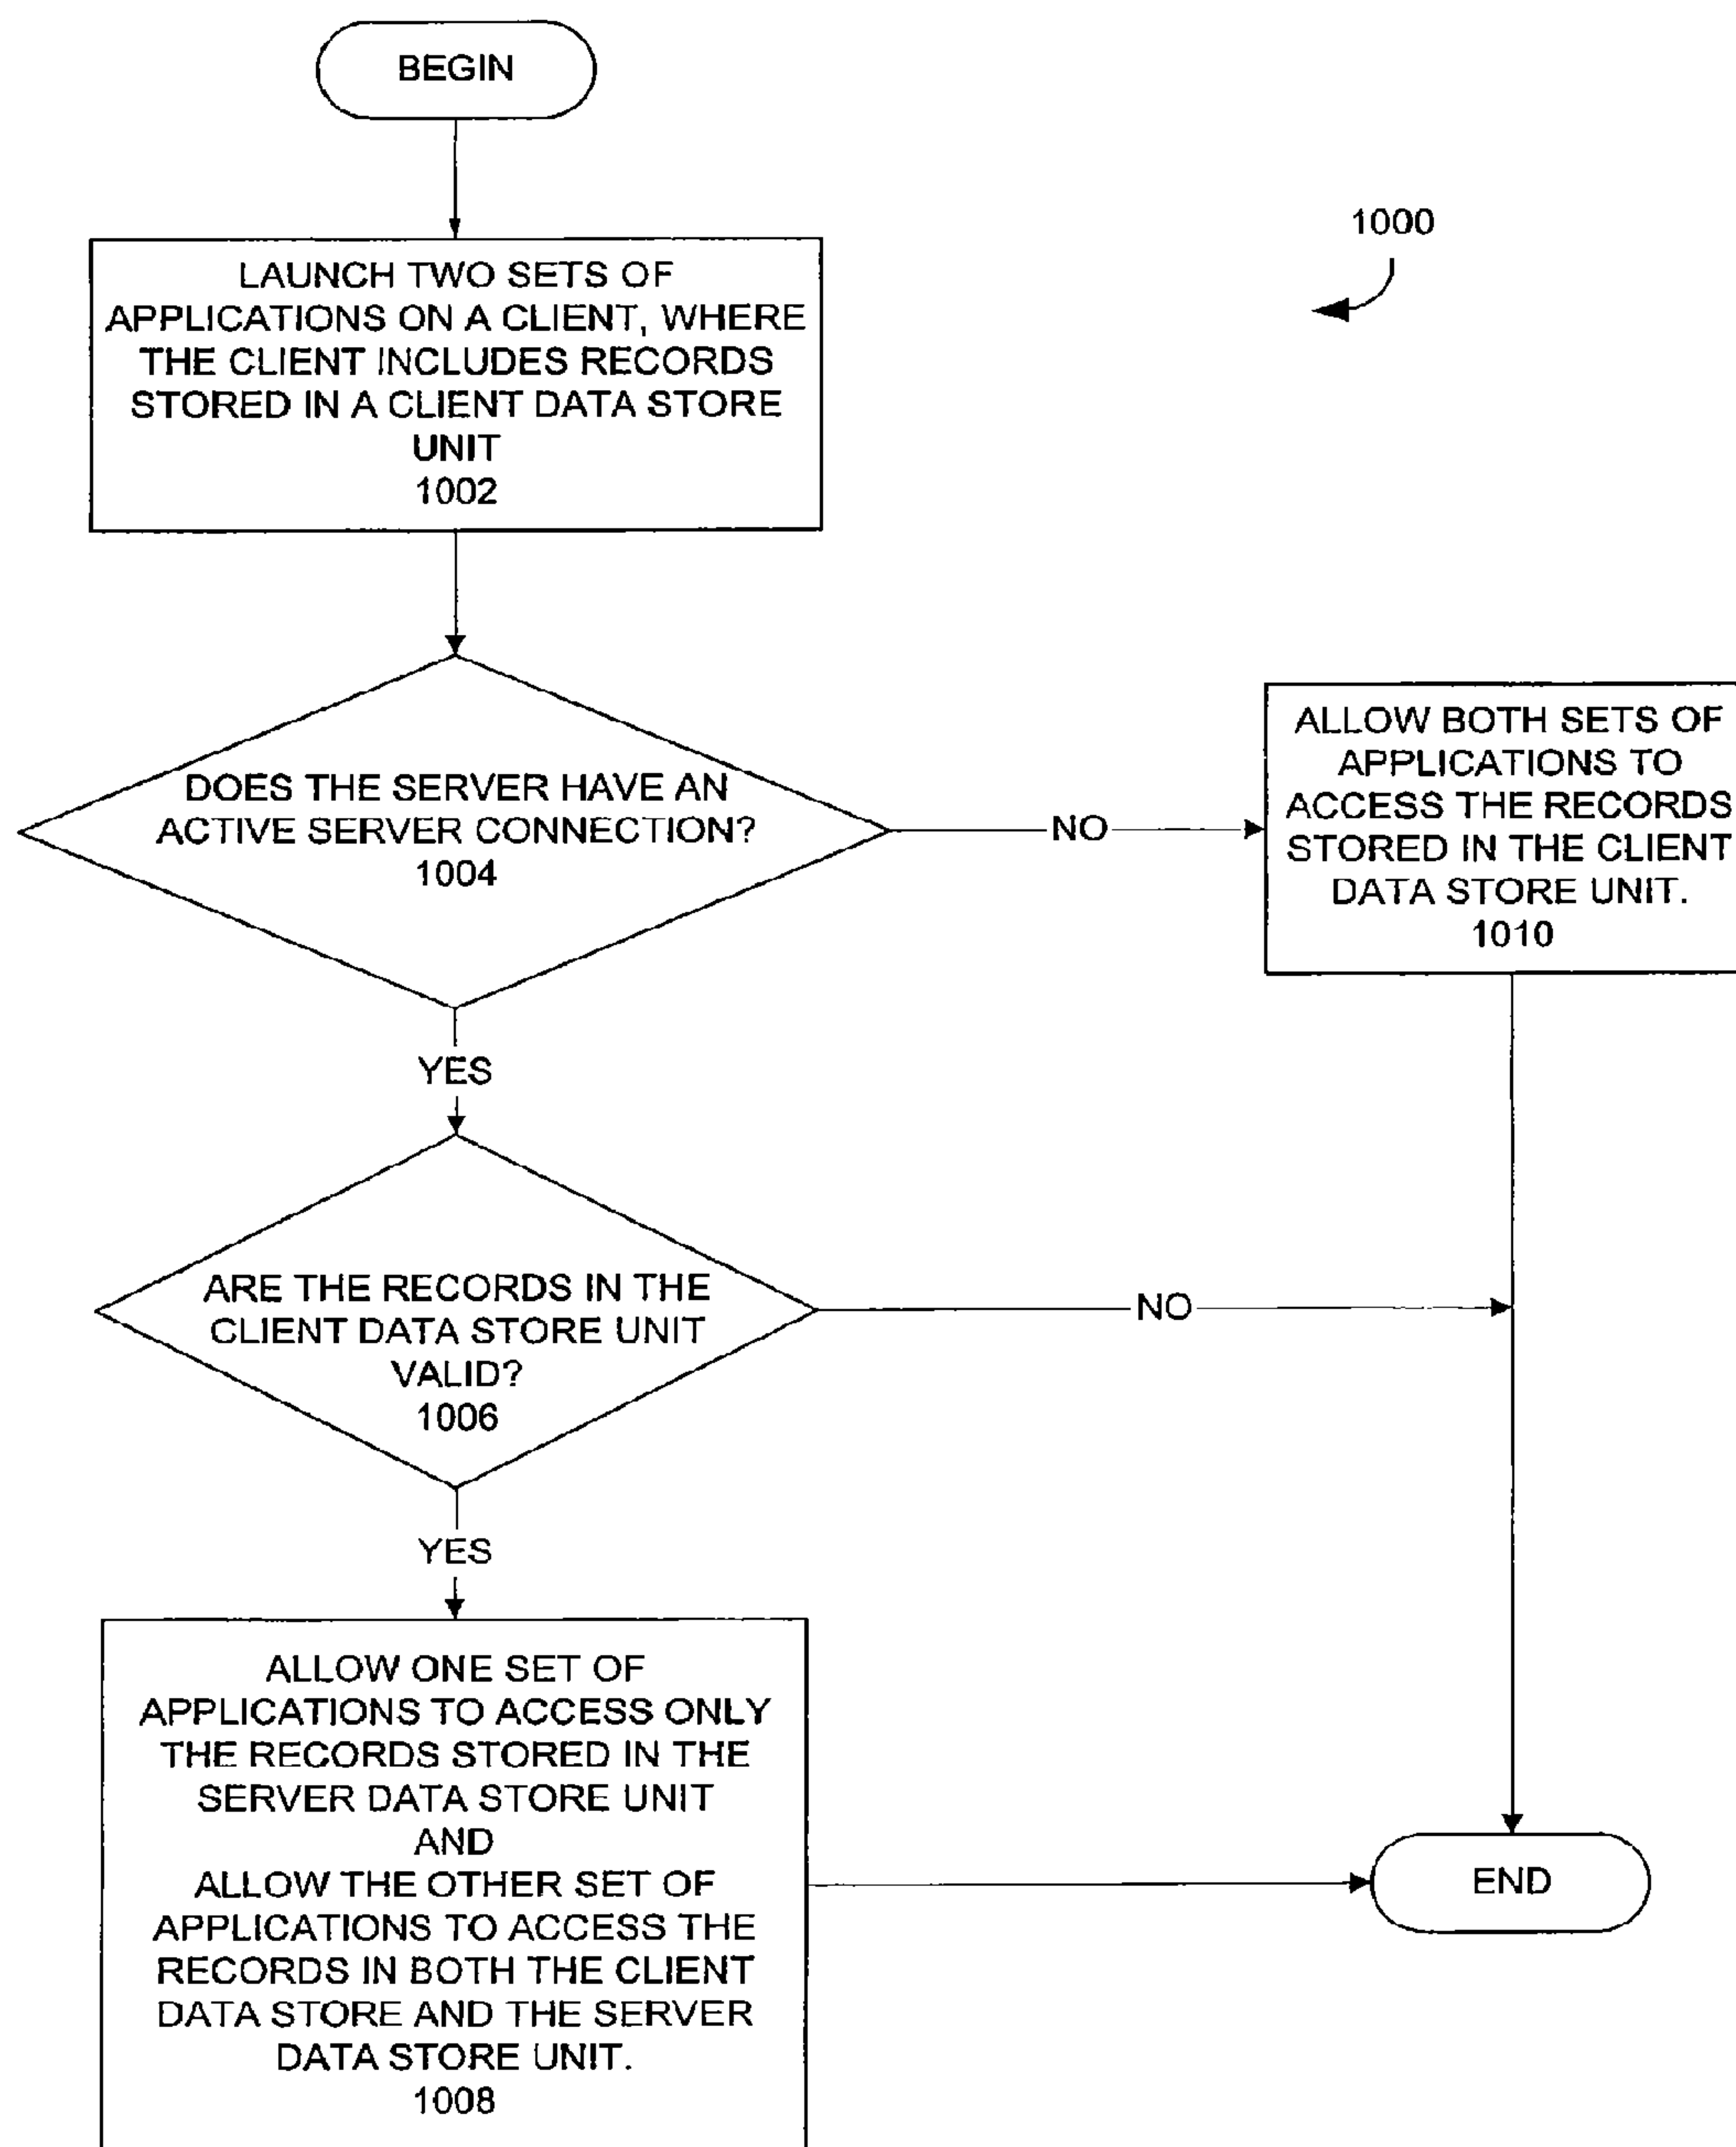 BEGIN
1000
LAUNCH TWO SETS OF
APPLICATIONS ON A CLIENT, WHERE
THE CLIENT INCLUDES RECORDS
STORED IN A CLIENT DATA STORE
UNIT
1002
DOES THE SERVER HAVE AN
ACTIVE SERVER CONNECTION?
1004
NO
ALLOW BOTH SETS OF
APPLICATIONS TO
ACCESS THE RECORDS
STORED IN THE CLIENT
DATA STORE UNIT.
1010
YES
ARE THE RECORDS IN THE
CLIENT DATA STORE UNIT
VALID?
1006
NO
YES
ALLOW ONE SET OF
APPLICATIONS TO ACCESS ONLY
THE RECORDS STORED IN THE
SERVER DATA STORE UNIT
AND
ALLOW THE OTHER SET OF
APPLICATIONS TO ACCESS THE
RECORDS IN BOTH THE CLIENT
DATA STORE AND THE SERVER
DATA STORE UNIT.
1008
END